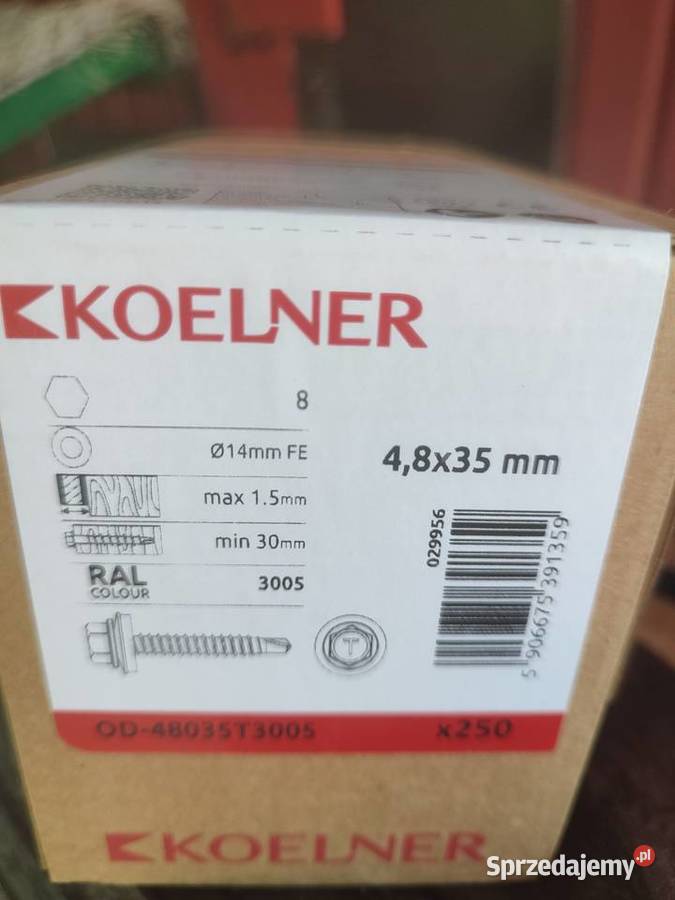 KOELNER
8
Ø14mm FE
4,8x35 mm
max 1.5mm
min 30mm
RAL
COLOUR
3005
029956
5 906675 391359
T
OD-48035T3005
x250
KOELNER
Sprzedajemy.pl